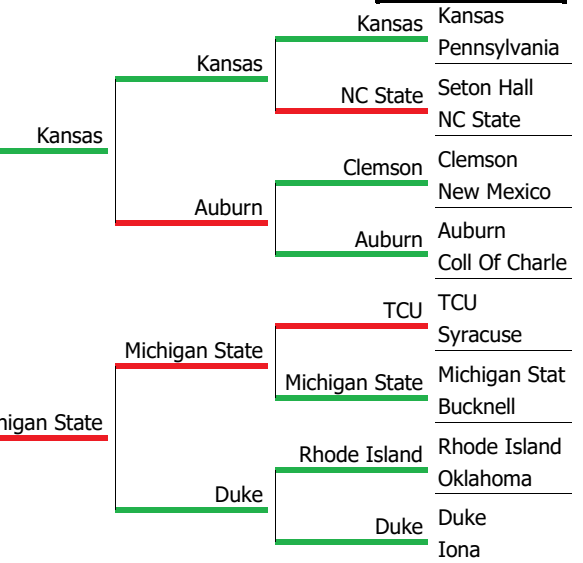 Kansas
Kansas
Pennsylvania
Kansas
Seton Hall
NC State
NC State
Kansas
Clemson
Clemson
New Mexico
Auburn
Auburn
Auburn
Coll Of Charle
TCU
TCU
Syracuse
Michigan State
Michigan Stat
Michigan State
Bucknell
higan State
Rhode Island
Rhode Island
Oklahoma
Duke
Duke
Duke
Iona